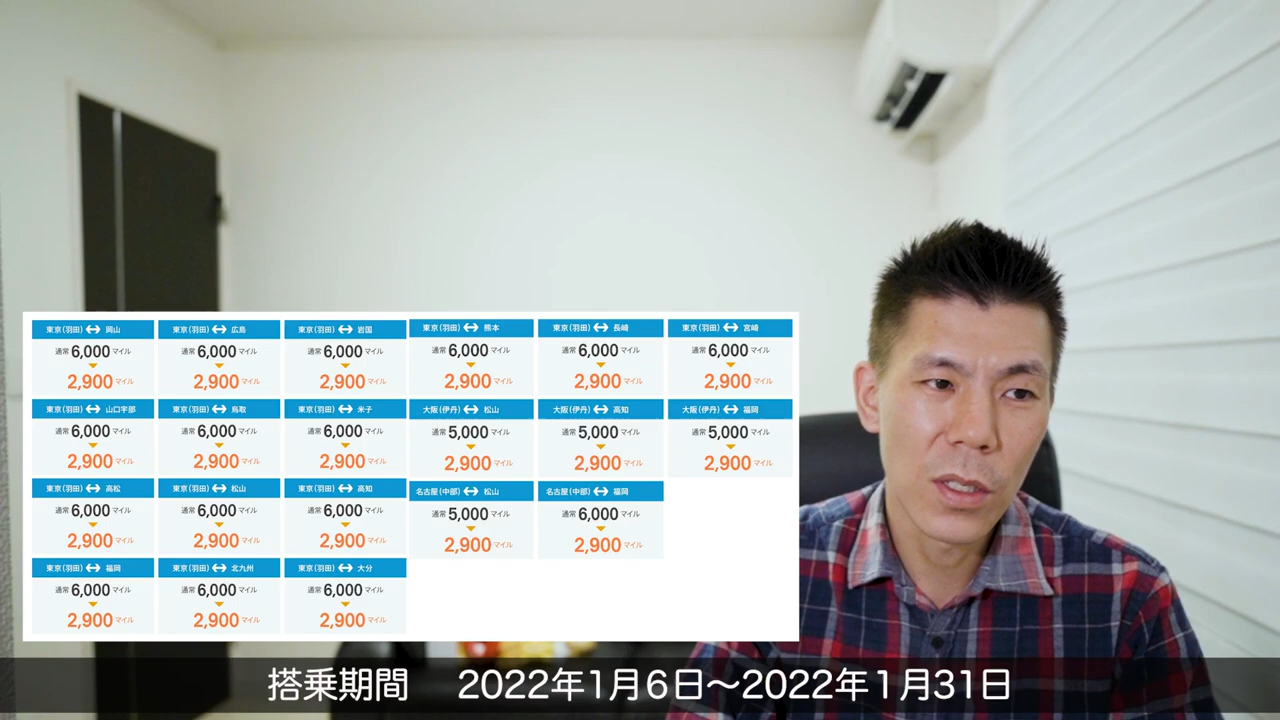 東京(羽田) ↔ 岡山
通常 6,000 マイル
2,900 マイル
東京(羽田) ↔ 広島
通常 6,000 マイル
2,900 マイル
東京(羽田) ↔ 岩国
通常 6,000 マイル
2,900 マイル
東京(羽田) ↔ 熊本
通常 6,000 マイル
2,900 マイル
東京(羽田) ↔ 長崎
通常 6,000 マイル
2,900 マイル
東京(羽田) ↔ 宮崎
通常 6,000 マイル
2,900 マイル
東京(羽田) ↔ 山口宇部
通常 6,000 マイル
2,900 マイル
東京(羽田) ↔ 鳥取
通常 6,000 マイル
2,900 マイル
東京(羽田) ↔ 米子
通常 6,000 マイル
2,900 マイル
大阪(伊丹) ↔ 松山
通常 5,000 マイル
2,900 マイル
大阪(伊丹) ↔ 高知
通常 5,000 マイル
2,900 マイル
大阪(伊丹) ↔ 福岡
通常 5,000 マイル
2,900 マイル
東京(羽田) ↔ 高松
通常 6,000 マイル
2,900 マイル
東京(羽田) ↔ 松山
通常 6,000 マイル
2,900 マイル
東京(羽田) ↔ 高知
通常 6,000 マイル
2,900 マイル
名古屋(中部) ↔ 松山
通常 5,000 マイル
2,900 マイル
名古屋(中部) ↔ 福岡
通常 6,000 マイル
2,900 マイル
東京(羽田) ↔ 福岡
通常 6,000 マイル
2,900 マイル
東京(羽田) ↔ 北九州
通常 6,000 マイル
2,900 マイル
東京(羽田) ↔ 大分
通常 6,000 マイル
2,900 マイル
搭乗期間 2022年1月6日～2022年1月31日